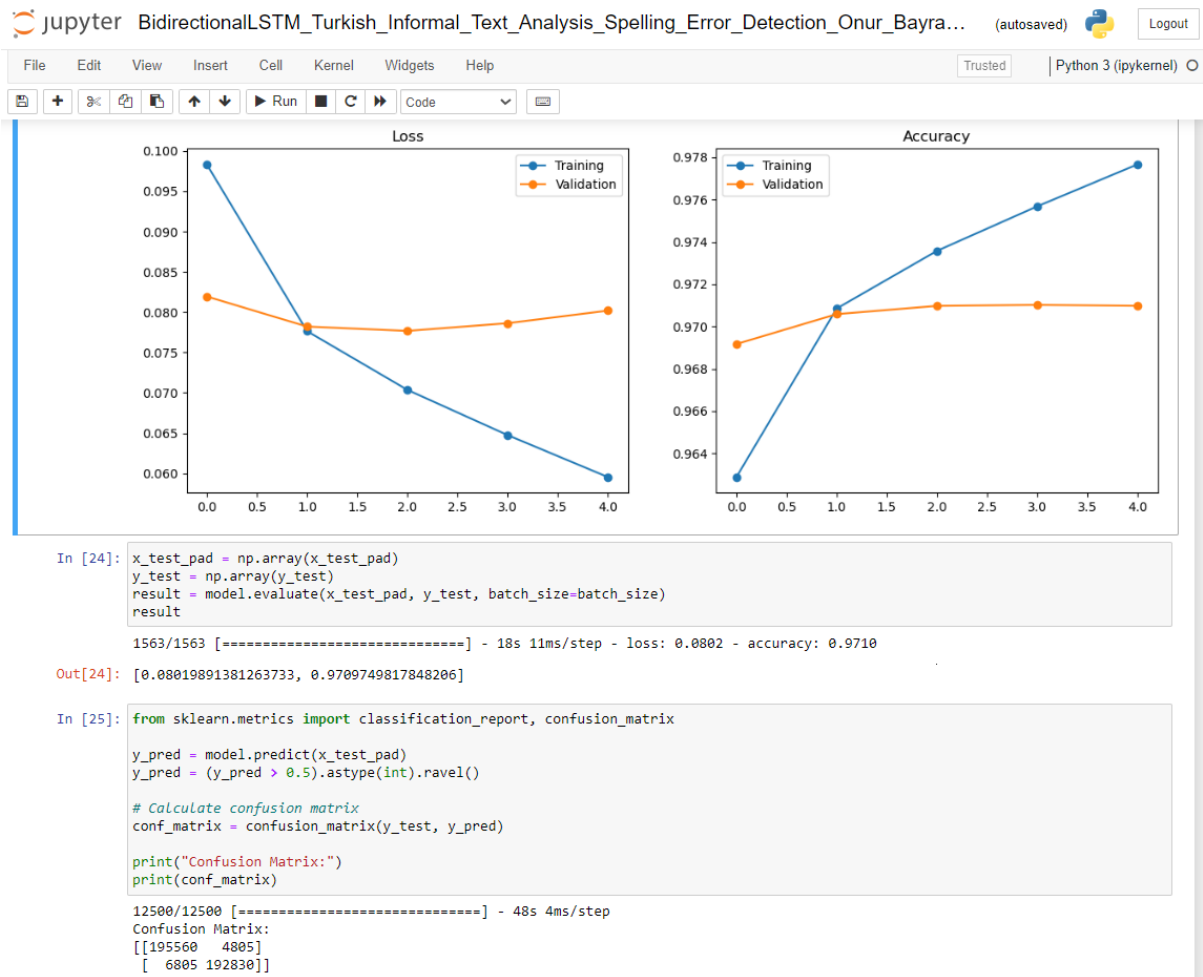 jupyter BidirectionalLSTM_Turkish_Informal_Text_Analysis_Spelling_Error_Detection_Onur_Bayra... (autosaved) Logout
File Edit View Insert Cell Kernel Widgets Help Trusted Python 3 (ipykernel)
Run Code
Loss
0.100
0.095
0.090
0.085
0.080
0.075
0.070
0.065
0.060
0.0 0.5 1.0 1.5 2.0 2.5 3.0 3.5 4.0
Training
Validation
Accuracy
0.978
0.976
0.974
0.972
0.970
0.968
0.966
0.964
0.0 0.5 1.0 1.5 2.0 2.5 3.0 3.5 4.0
Training
Validation
In [24]: x_test_pad = np.array(x_test_pad)
y_test = np.array(y_test)
result = model.evaluate(x_test_pad, y_test, batch_size=batch_size)
result
1563/1563 [==============================] - 18s 11ms/step - loss: 0.0802 - accuracy: 0.9710
Out[24]: [0.08019891381263733, 0.9709749817848206]
In [25]: from sklearn.metrics import classification_report, confusion_matrix
y_pred = model.predict(x_test_pad)
y_pred = (y_pred > 0.5).astype(int).ravel()
# Calculate confusion matrix
conf_matrix = confusion_matrix(y_test, y_pred)
print("Confusion Matrix:")
print(conf_matrix)
12500/12500 [==============================] - 48s 4ms/step
Confusion Matrix:
[[195560   4805]
 [  6805 192830]]